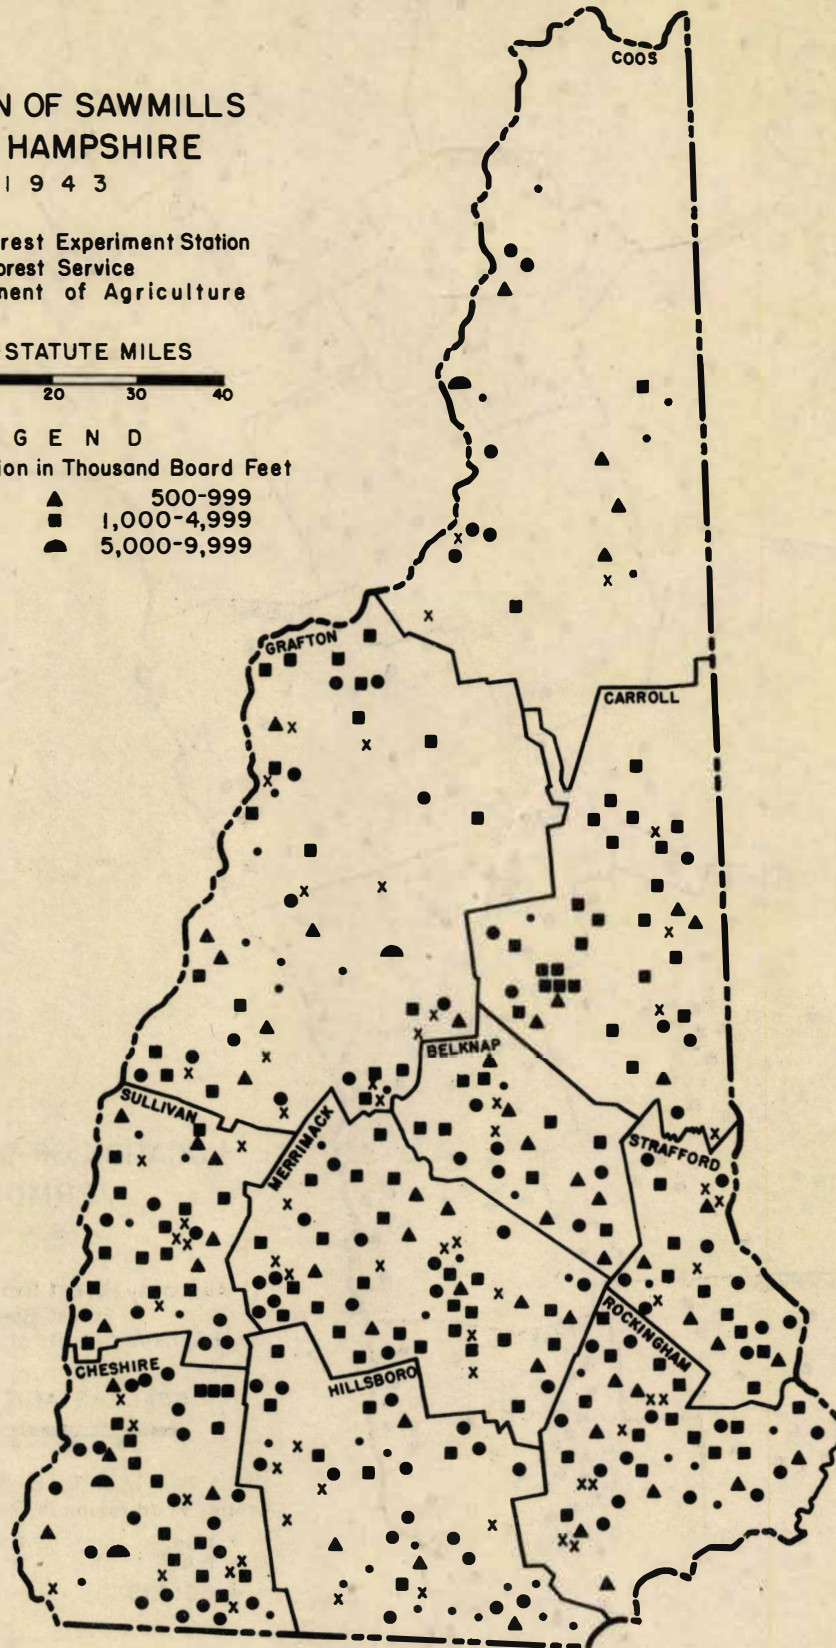 N OF SAWMILLS
HAMPSHIRE
1 9 4 3
rest Experiment Station
orest Service
nent of Agriculture
STATUTE MILES
20 30 40
G E N D
ion in Thousand Board Feet
500-999
1,000-4,999
5,000-9,999
COOS
GRAFTON
CARROLL
BELKNAP
SULLIVAN
MERRIMACK
STRAFFORD
ROCKINGHAM
CHESHIRE
HILLSBORO